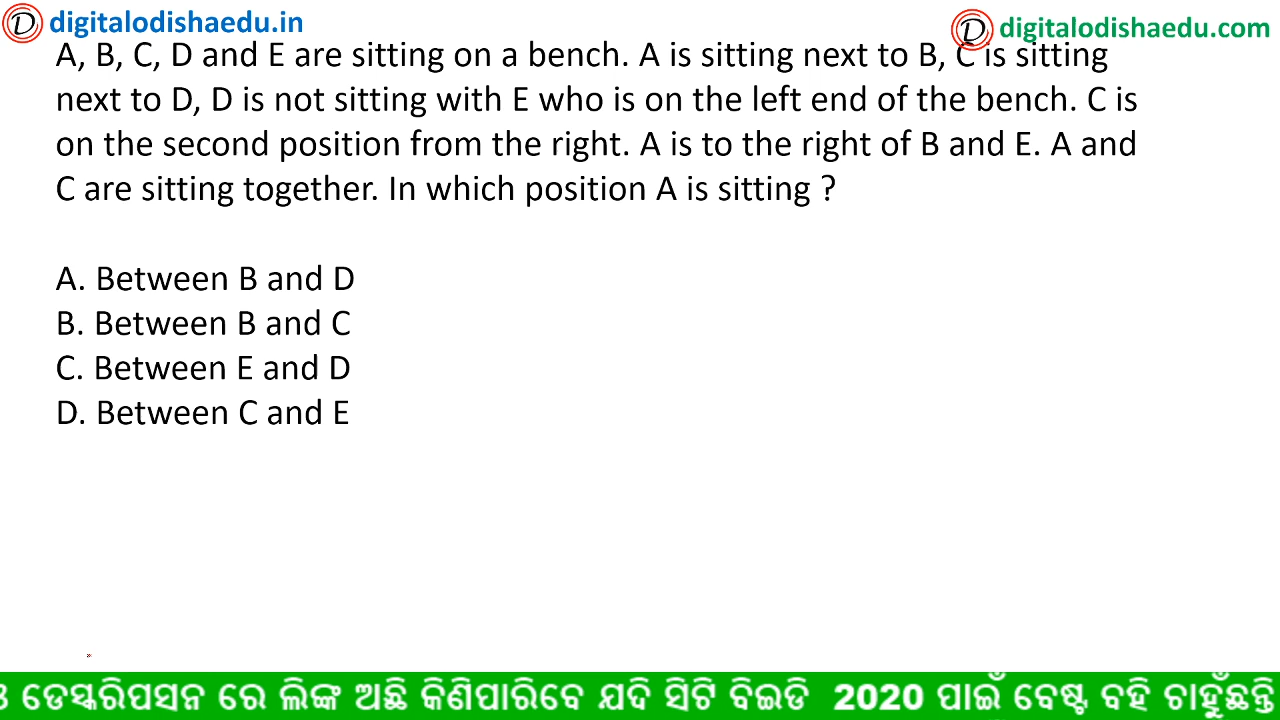 digitalodishaedu.in
digitalodishaedu.com
A, B, C, D and E are sitting on a bench. A is sitting next to B, C is sitting
next to D, D is not sitting with E who is on the left end of the bench. C is
on the second position from the right. A is to the right of B and E. A and
C are sitting together. In which position A is sitting ?
A. Between B and D
B. Between B and C
C. Between E and D
D. Between C and E
ଡେସ୍କରିପସନ ରେ ଲିଙ୍କ ଅଛି କିଣିପାରିବେ ଯଦି ସିଟି ବିଇଡି 2020 ପାଇଁ ବେଷ୍ଟ ବହି ଚାହୁଁଛନ୍ତି